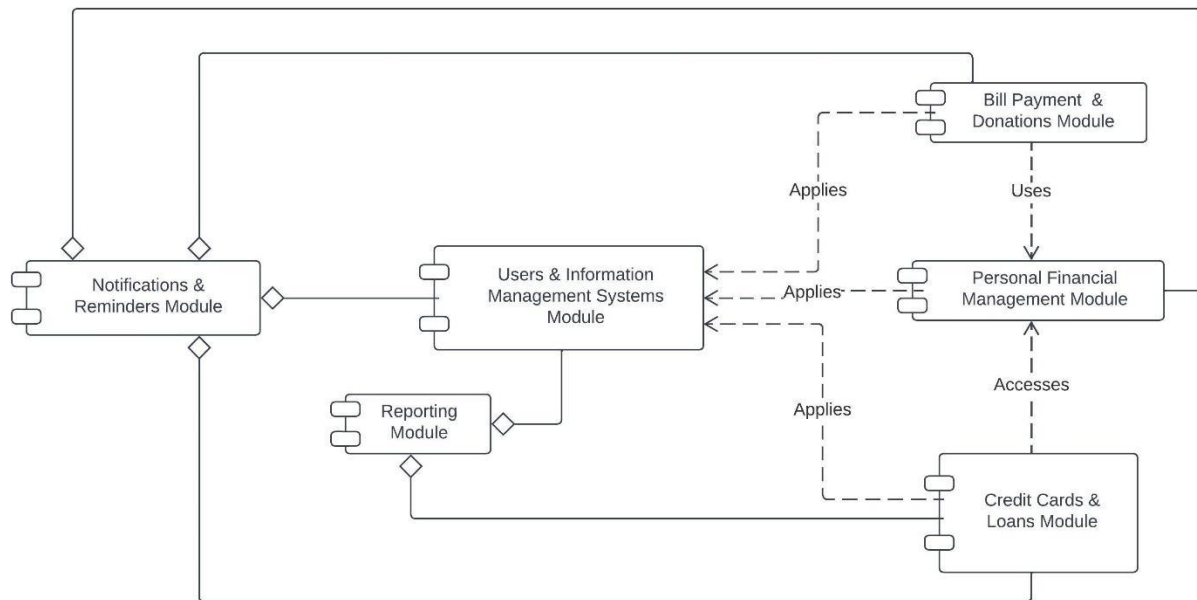 Bill Payment &
Donations Module
Applies
Uses
Notifications &
Reminders Module
Users & Information
Management Systems
Module
Applies
Personal Financial
Management Module
Reporting
Module
Applies
Accesses
Credit Cards &
Loans Module